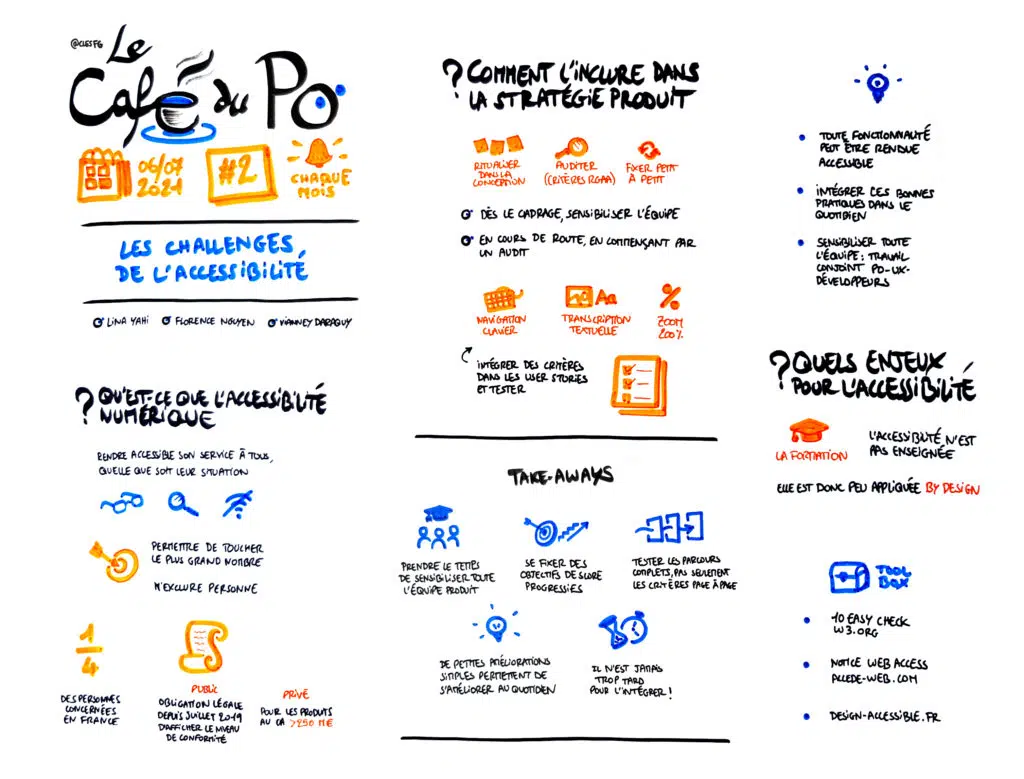 @CLESFG
Le
Café du PO
06/07
2021
#2
CHAQUE
MOIS
LES CHALLENGES
DE L'ACCESSIBILITÉ
LINA YAHI
FLORENCE NGUYEN
VIANNEY DARAGUY
? QU'EST-CE QUE L'ACCESSIBILITÉ
NUMÉRIQUE
RENDRE ACCESSIBLE SON SERVICE À TOUS,
QUELLE QUE SOIT LEUR SITUATION
PERMETTRE DE TOUCHER
LE PLUS GRAND NOMBRE
N'EXCLURE PERSONNE
1
4
DES PERSONNES
CONCERNÉES
EN FRANCE
PUBLIC
OBLIGATION LÉGALE
DEPUIS JUILLET 2019
D'AFFICHER LE NIVEAU
DE CONFORMITÉ
PRIVÉ
POUR LES PRODUITS
AU CA >250 M€
? COMMENT L'INCLURE DANS
LA STRATÉGIE PRODUIT
RITUALISER
DANS LA
CONCEPTION
AUDITER
(CRITÈRES RGAA)
FIXER PETIT
À PETIT
DÈS LE CADRAGE, SENSIBILISER L'ÉQUIPE
EN COURS DE ROUTE, EN COMMENÇANT PAR
UN AUDIT
NAVIGATION
CLAVIER
Aa
TRANSCRIPTION
TEXTUELLE
%
ZOOM
200%
INTÉGRER DES CRITÈRES
DANS LES USER STORIES
ET TESTER
TAKE-AWAYS
PRENDRE LE TEMPS
DE SENSIBILISER TOUTE
L'ÉQUIPE PRODUIT
SE FIXER DES
OBJECTIFS DE SCORE
PROGRESSIFS
TESTER LES PARCOURS
COMPLETS, PAS SEULEMENT
LES CRITÈRES PAGE À PAGE
DE PETITES AMÉLIORATIONS
SIMPLES PERMETTENT DE
S'AMÉLIORER AU QUOTIDIEN
IL N'EST JAMAIS
TROP TARD
POUR L'INTÉGRER !
TOUTE FONCTIONNALITÉ
PEUT ÊTRE RENDUE
ACCESSIBLE
INTÉGRER CES BONNES
PRATIQUES DANS LE
QUOTIDIEN
SENSIBILISER TOUTE
L'ÉQUIPE : TRAVAIL
CONJOINT PO-UX-
DÉVELOPPEURS
? QUELS ENJEUX
POUR L'ACCESSIBILITÉ
LA FORMATION
L'ACCESSIBILITÉ N'EST
PAS ENSEIGNÉE
ELLE EST DONC PEU APPLIQUÉE BY DESIGN
TOOL
BOX
10 EASY CHECK
W3.ORG
NOTICE WEB ACCESS
ACCEDE-WEB.COM
DESIGN-ACCESSIBLE.FR